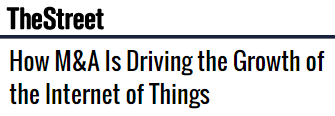 TheStreet
How M&A Is Driving the Growth of
the Internet of Things